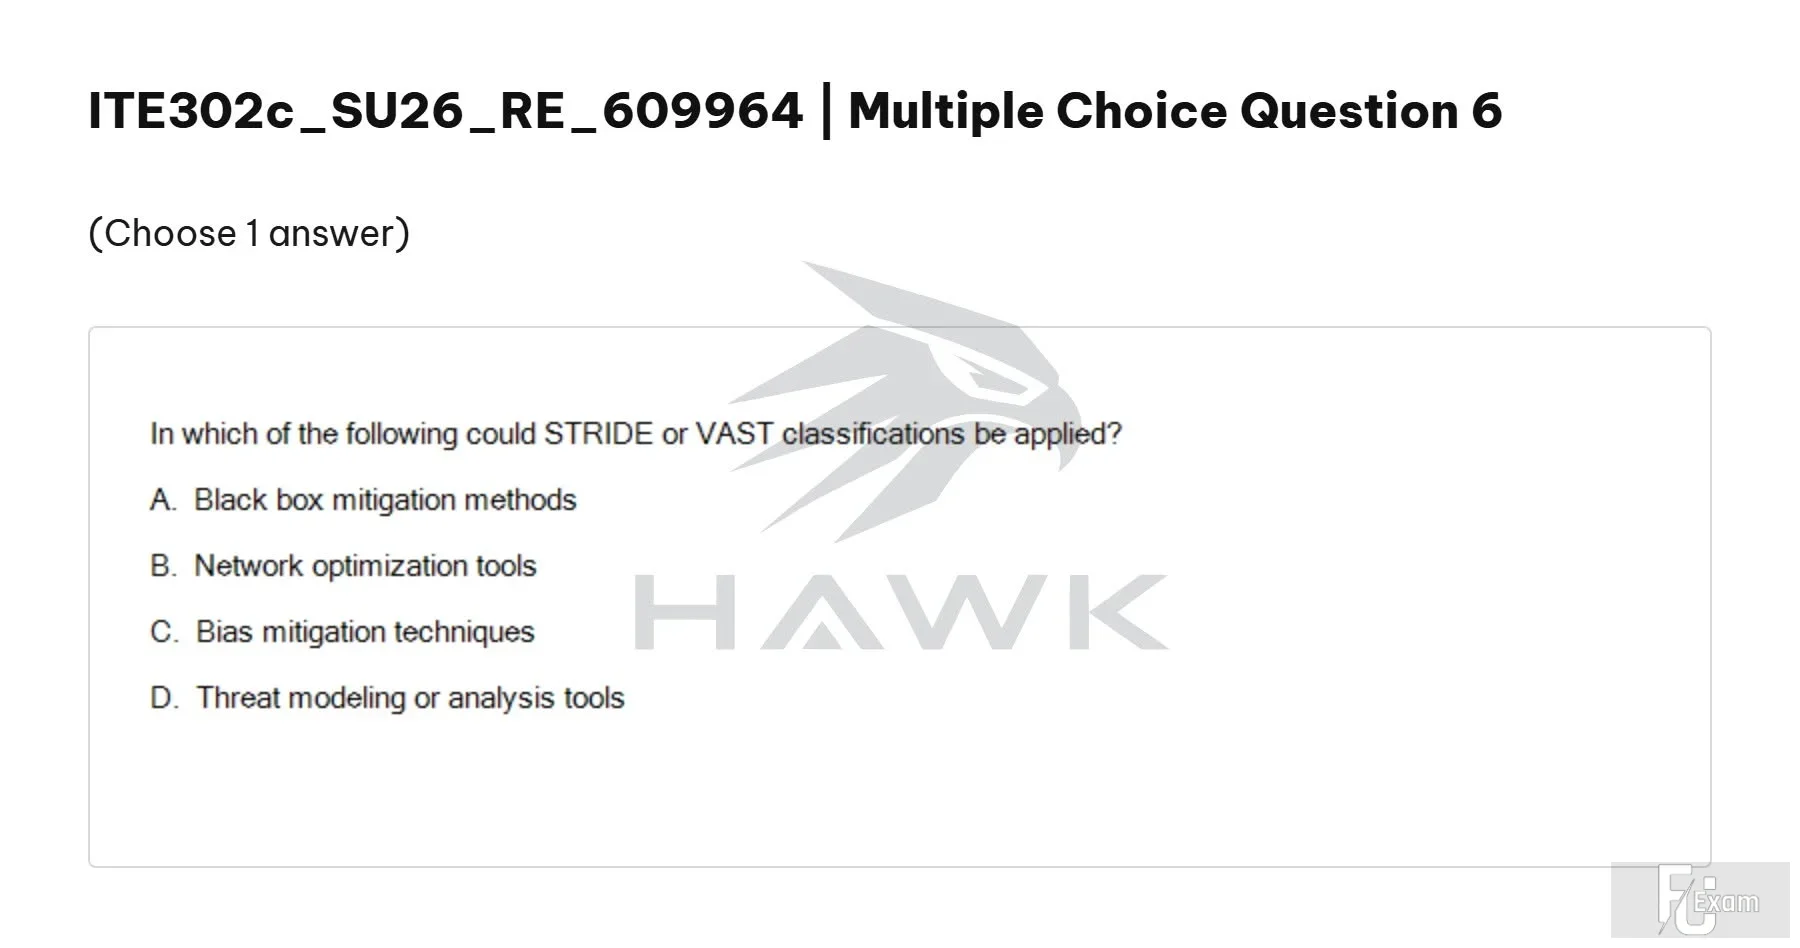 ITE302c_SU26_RE_609964 | Multiple Choice Question 6
(Choose 1 answer)
In which of the following could STRIDE or VAST classifications be applied?
A. Black box mitigation methods
B. Network optimization tools
C. Bias mitigation techniques
D. Threat modeling or analysis tools
HAWK
FU Exam